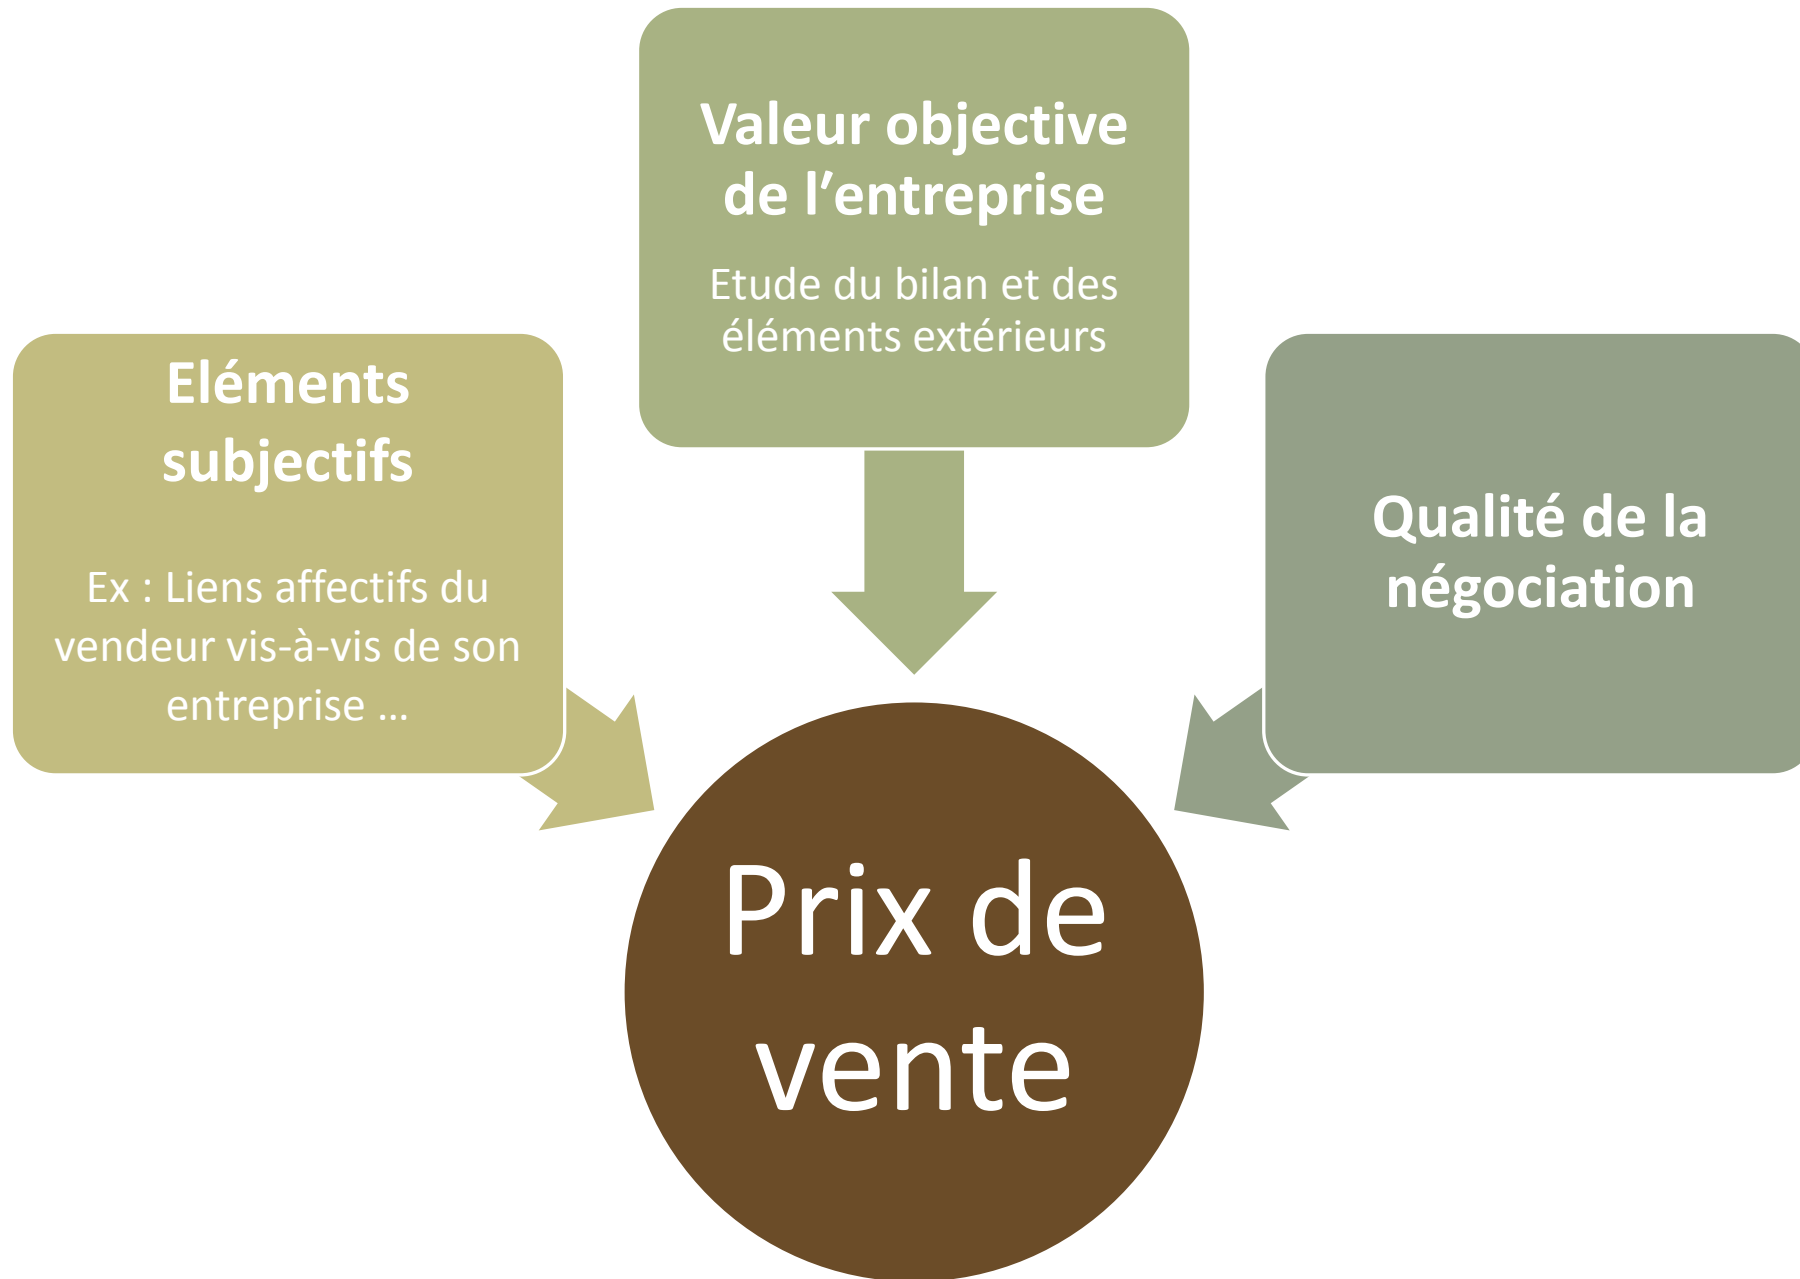 Valeur objective
de l’entreprise
Etude du bilan et des
éléments extérieurs
Eléments
subjectifs
Ex : Liens affectifs du
vendeur vis-à-vis de son
entreprise ...
Qualité de la
négociation
Prix de
vente